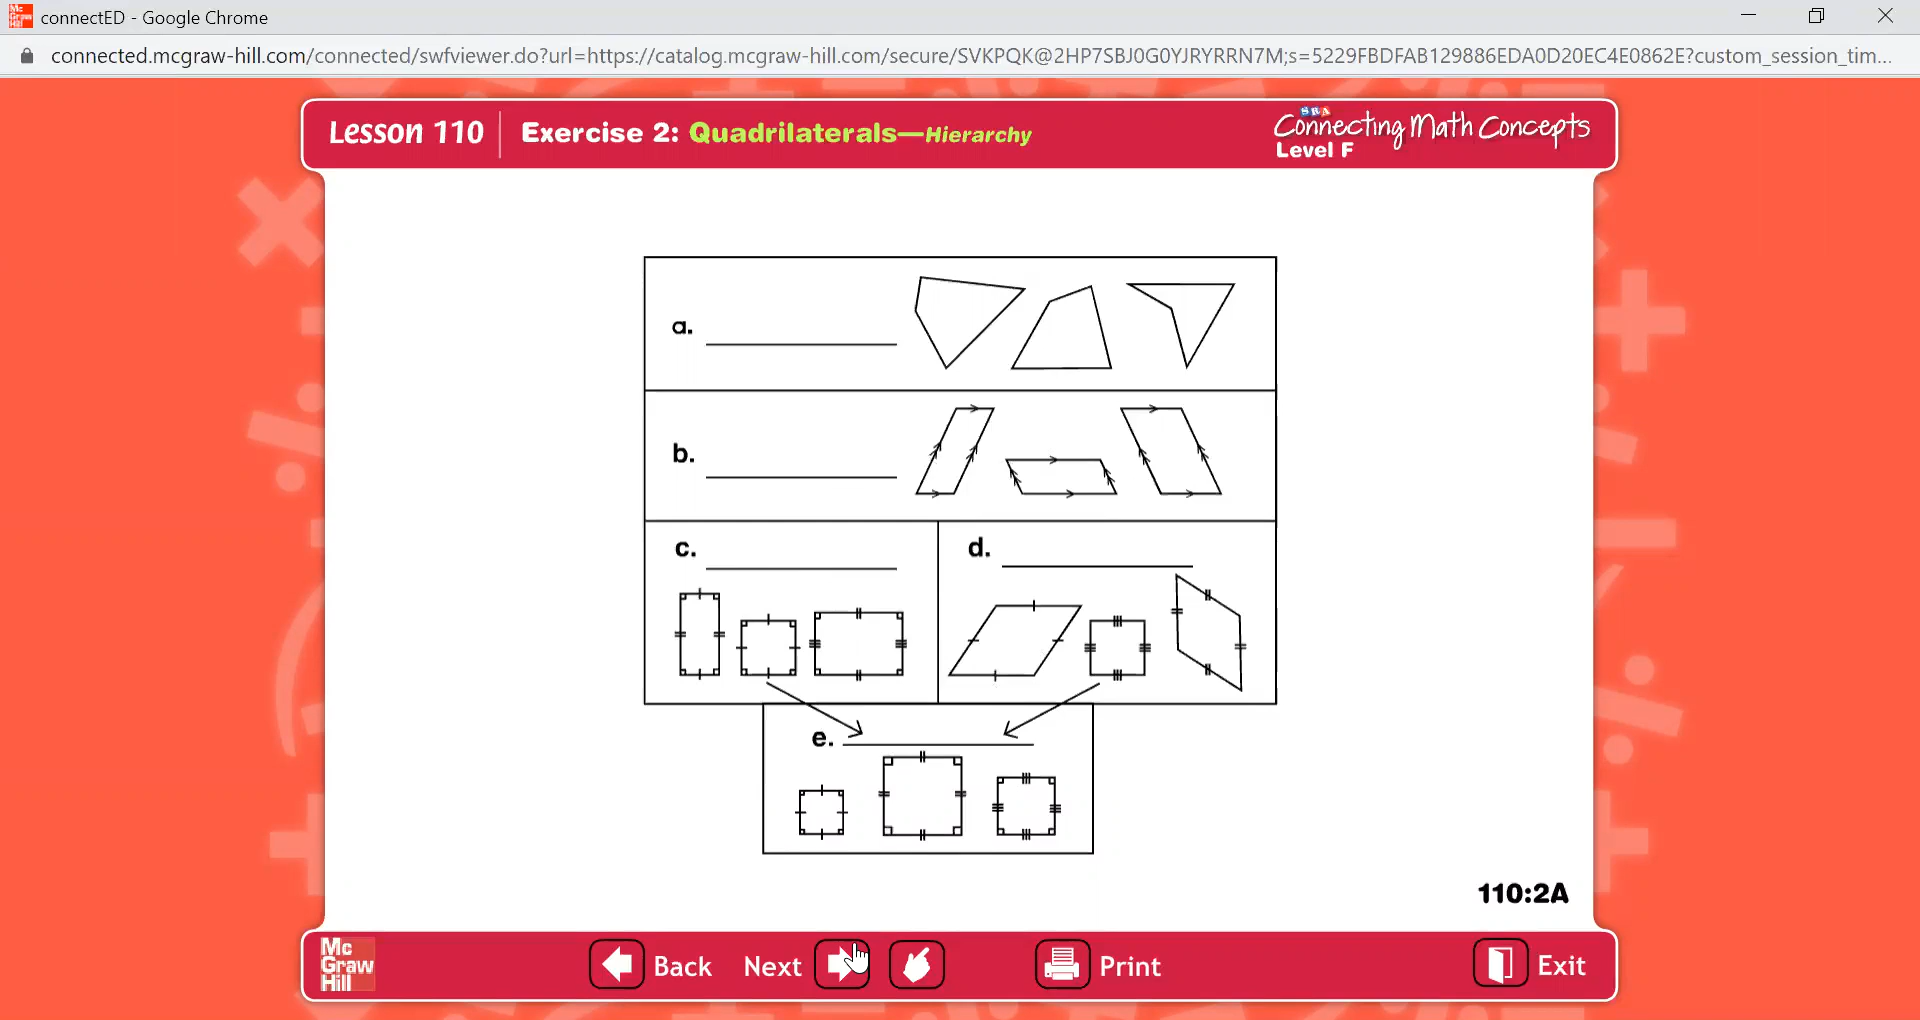 connectED - Google Chrome
connected.mcgraw-hill.com/connected/swfviewer.do?url=https://catalog.mcgraw-hill.com/secure/SVKPQK@2HP7SBJ0G0YJRYRRN7M;s=5229FBDFAB129886EDA0D20EC4E0862E?custom_session_tim...
Lesson 110
Exercise 2: Quadrilaterals—Hierarchy
SRA
Connecting Math Concepts
Level F
a.
b.
c.
d.
e.
110:2A
Mc
Graw
Hill
Back
Next
Print
Exit